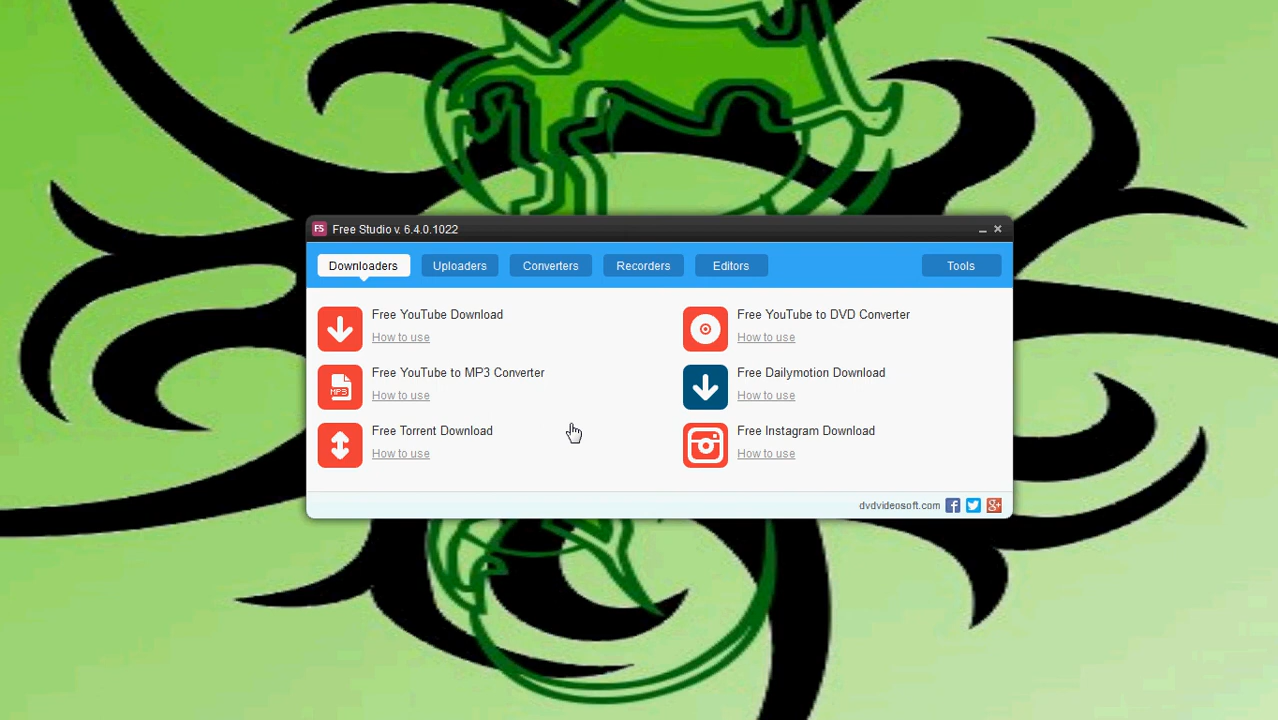 FS Free Studio v. 6.4.0.1022
Downloaders Uploaders Converters Recorders Editors Tools
Free YouTube Download
How to use
Free YouTube to DVD Converter
How to use
MP3
Free YouTube to MP3 Converter
How to use
Free Dailymotion Download
How to use
Free Torrent Download
How to use
Free Instagram Download
How to use
dvdvideosoft.com f g+